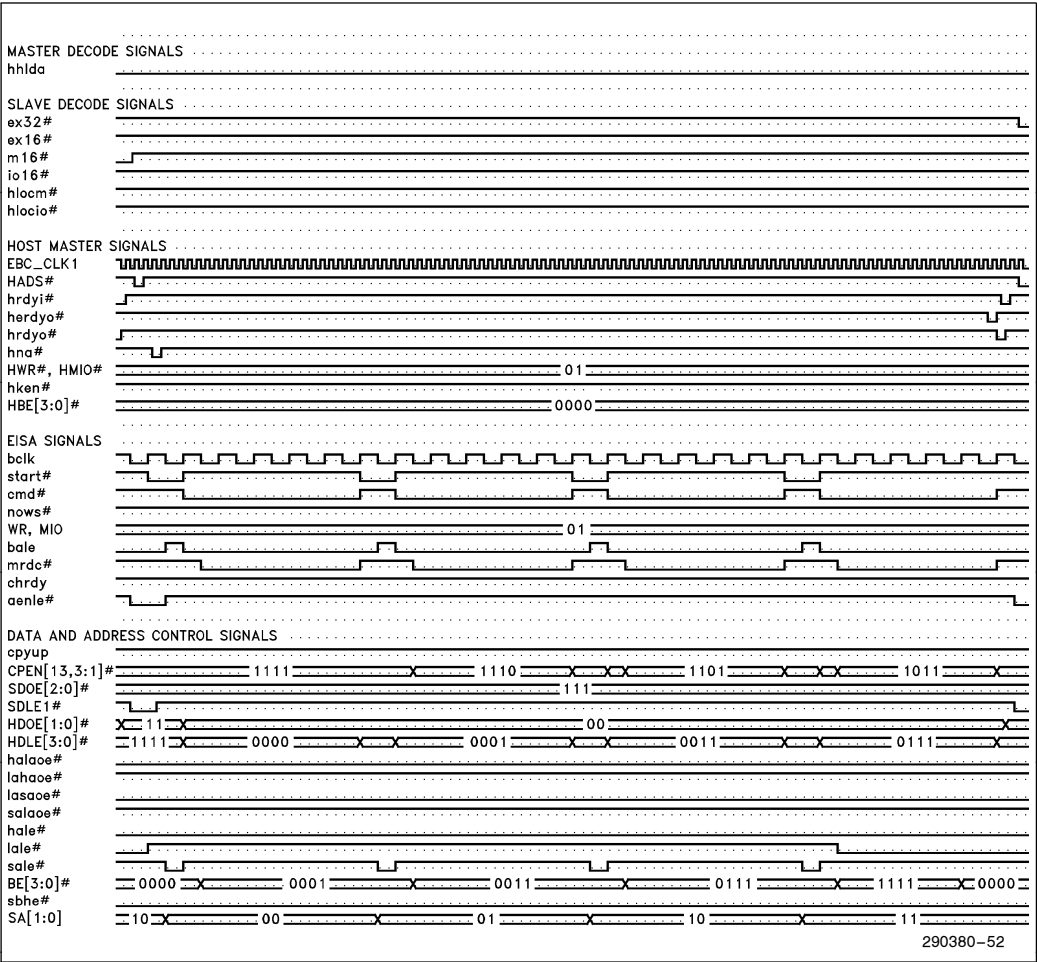 MASTER DECODE SIGNALS
hhlda
SLAVE DECODE SIGNALS
ex32#
ex16#
m16#
io16#
hlocm#
hlocio#
HOST MASTER SIGNALS
EBC_CLK1
HADS#
hrdyi#
herdyo#
hrdyo#
hna#
HWR#, HMIO# 01
hken#
HBE[3:0]# 0000
EISA SIGNALS
bclk
start#
cmd#
nows#
WR, MIO 01
bale
mrdc#
chrdy
aenle#
DATA AND ADDRESS CONTROL SIGNALS
cpyup
CPEN[13,3:1]# 1111 1110 1101 1011
SDOE[2:0]# 111
SDLE1#
HDOE[1:0]# 11 00
HDLE[3:0]# 1111 0000 0001 0011 0111
halaoe#
lahaoe#
lasaoe#
salaoe#
hale#
lale#
sale#
BE[3:0]# 0000 0001 0011 0111 1111 0000
sbhe#
SA[1:0] 10 00 01 10 11
290380-52